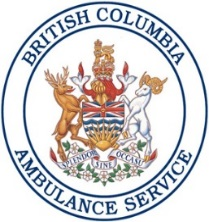 BRITISH COLUMBIA
SPLENDOR SINE OCCASU
AMBULANCE SERVICE